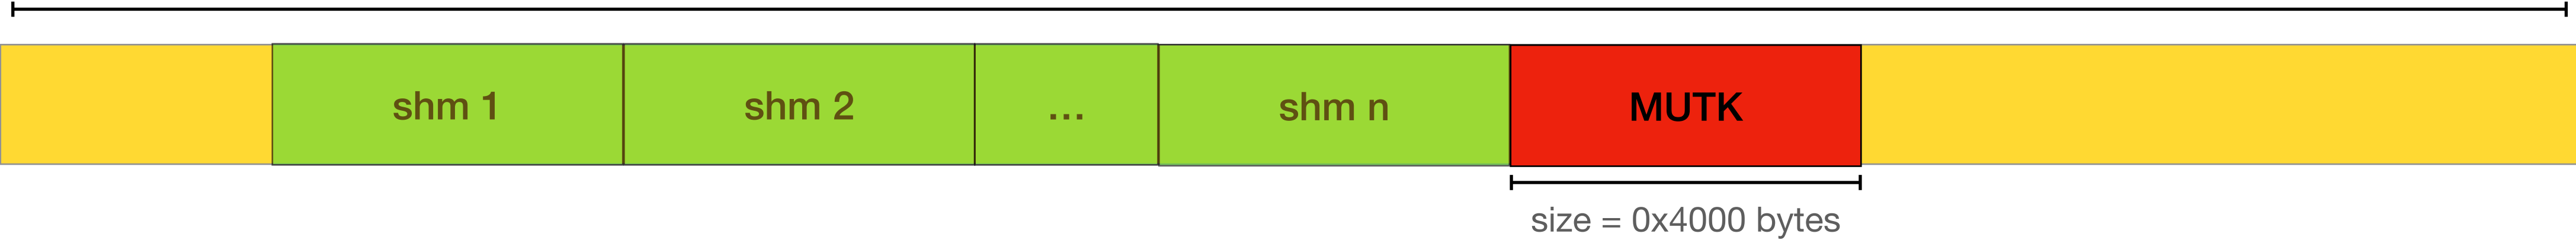 shm 1
shm 2
...
shm n
MUTK
size = 0x4000 bytes